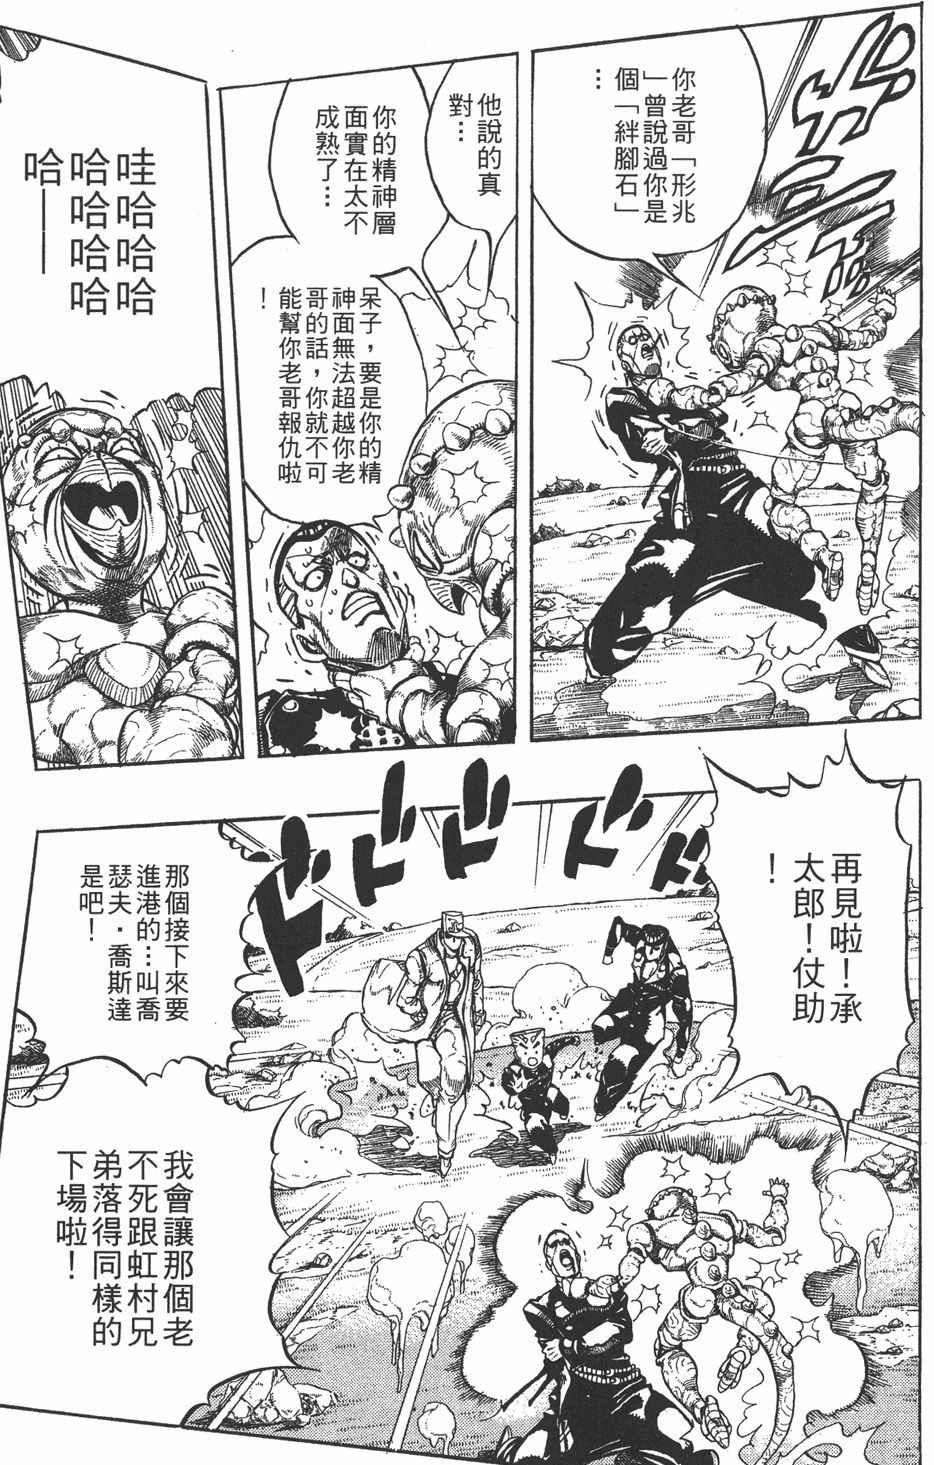 你老哥「形兆
」曾說過你是
個「絆腳石」
…
他說的真
對…
你的精神層
面實在太不
成熟了…
呆子，要是你的精
神面無法超越你老
哥的話，你就不可
能幫你老哥報仇啦
！
哇哈哈哈
哈哈哈哈
哈——
再見啦！承
太郎！仗助
！
ドドドドド
那個接下來要
進港的…叫喬
瑟夫．喬斯達
是吧！
我會讓那個老
不死跟虹村兄
弟落得同樣的
下場啦！